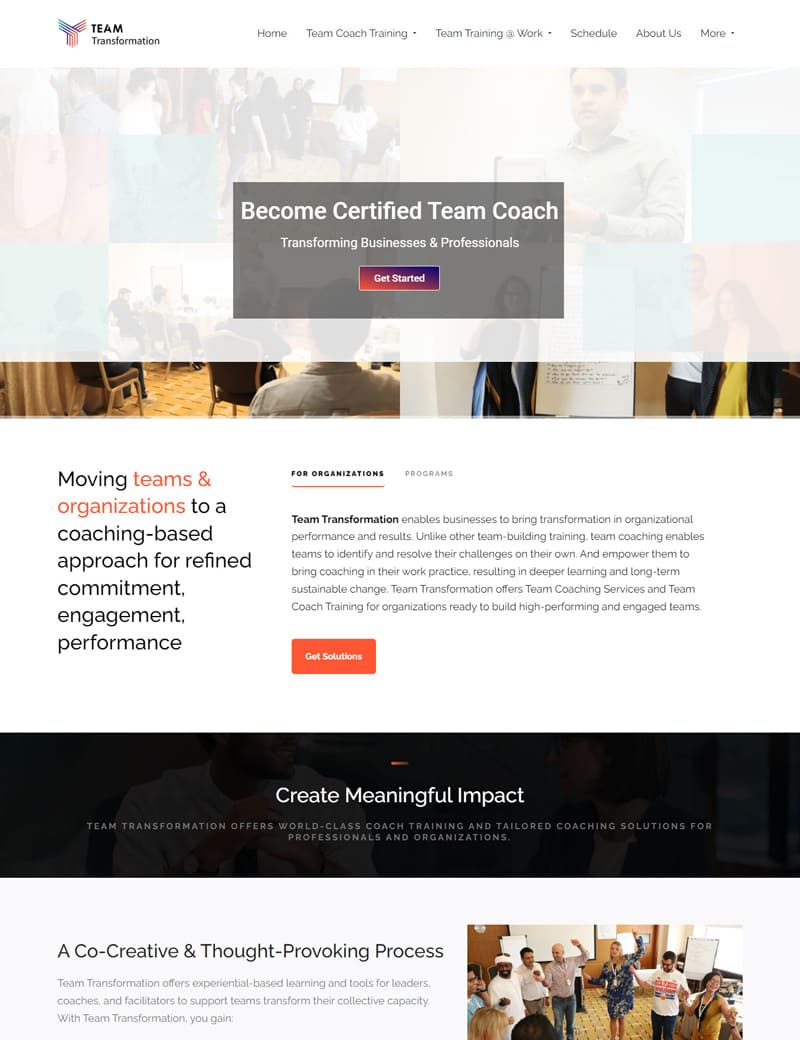 TEAM
Transformation
Home
Team Coach Training
Team Training @ Work
Schedule
About Us
More
Become Certified Team Coach
Transforming Businesses & Professionals
Get Started
Moving teams &
organizations to a
coaching-based
approach for refined
commitment,
engagement,
performance
FOR ORGANIZATIONS
PROGRAMS
Team Transformation enables businesses to bring transformation in organizational
performance and results. Unlike other team-building training, team coaching enables
teams to identify and resolve their challenges on their own. And empower them to
bring coaching in their work practice, resulting in deeper learning and long-term
sustainable change. Team Transformation offers Team Coaching Services and Team
Coach Training for organizations ready to build high-performing and engaged teams.
Get Solutions
Create Meaningful Impact
TEAM TRANSFORMATION OFFERS WORLD-CLASS COACH TRAINING AND TAILORED COACHING SOLUTIONS FOR
PROFESSIONALS AND ORGANIZATIONS.
A Co-Creative & Thought-Provoking Process
Team Transformation offers experiential-based learning and tools for leaders,
coaches, and facilitators to support teams transform their collective capacity.
With Team Transformation, you gain: